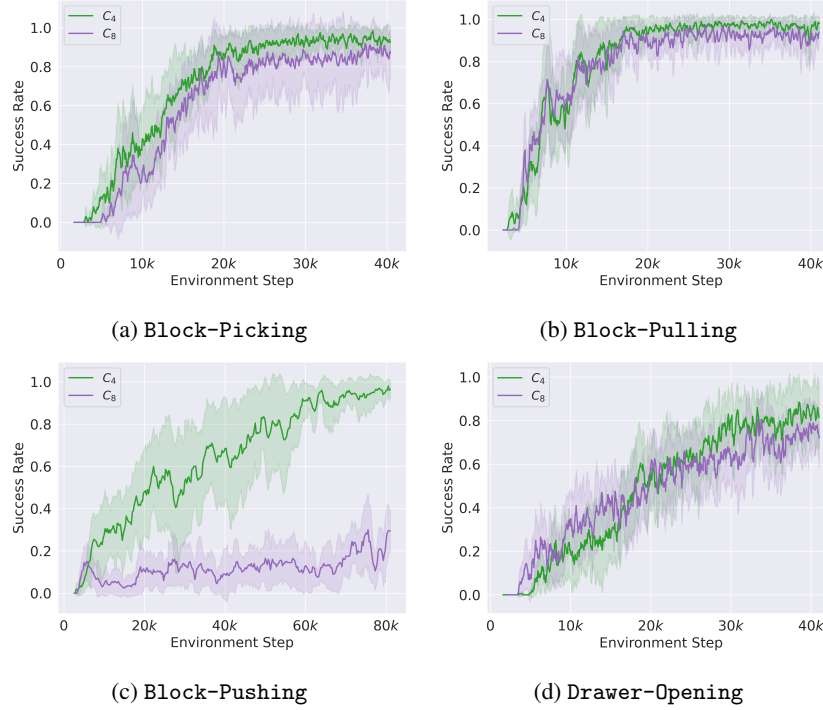 C4
C8
Success Rate
1.0
0.8
0.6
0.4
0.2
0.0
0 10k 20k 30k 40k
Environment Step
(a) Block-Picking
C4
C8
Success Rate
1.0
0.8
0.6
0.4
0.2
0.0
0 10k 20k 30k 40k
Environment Step
(b) Block-Pulling
C4
C8
Success Rate
1.0
0.8
0.6
0.4
0.2
0.0
0 20k 40k 60k 80k
Environment Step
(c) Block-Pushing
C4
C8
Success Rate
1.0
0.8
0.6
0.4
0.2
0.0
0 10k 20k 30k 40k
Environment Step
(d) Drawer-Opening